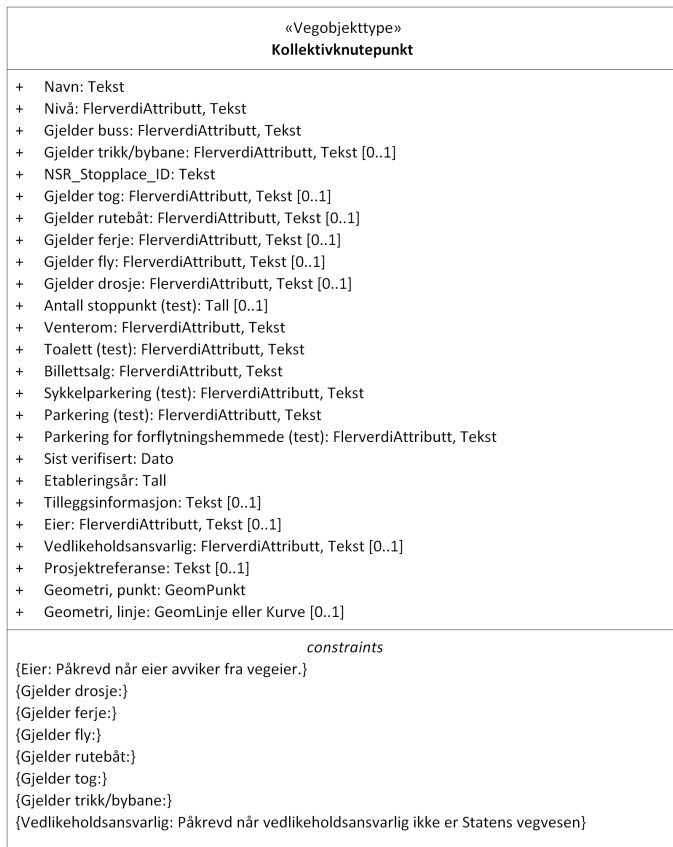 «Vegobjekttype»
Kollektivknutepunkt
+ Navn: Tekst
+ Nivå: FlerverdiAttributt, Tekst
+ Gjelder buss: FlerverdiAttributt, Tekst
+ Gjelder trikk/bybane: FlerverdiAttributt, Tekst [0..1]
+ NSR_Stopplace_ID: Tekst
+ Gjelder tog: FlerverdiAttributt, Tekst [0..1]
+ Gjelder rutebåt: FlerverdiAttributt, Tekst [0..1]
+ Gjelder ferje: FlerverdiAttributt, Tekst [0..1]
+ Gjelder fly: FlerverdiAttributt, Tekst [0..1]
+ Gjelder drosje: FlerverdiAttributt, Tekst [0..1]
+ Antall stoppunkt (test): Tall [0..1]
+ Venterom: FlerverdiAttributt, Tekst
+ Toalett (test): FlerverdiAttributt, Tekst
+ Billettsalg: FlerverdiAttributt, Tekst
+ Sykkelparkering (test): FlerverdiAttributt, Tekst
+ Parkering (test): FlerverdiAttributt, Tekst
+ Parkering for forflytningshemmede (test): FlerverdiAttributt, Tekst
+ Sist verifisert: Dato
+ Etableringsår: Tall
+ Tilleggsinformasjon: Tekst [0..1]
+ Eier: FlerverdiAttributt, Tekst [0..1]
+ Vedlikeholdsansvarlig: FlerverdiAttributt, Tekst [0..1]
+ Prosjektreferanse: Tekst [0..1]
+ Geometri, punkt: GeomPunkt
+ Geometri, linje: GeomLinje eller Kurve [0..1]
constraints
{Eier: Påkrevd når eier avviker fra vegeier.}
{Gjelder drosje:}
{Gjelder ferje:}
{Gjelder fly:}
{Gjelder rutebåt:}
{Gjelder tog:}
{Gjelder trikk/bybane:}
{Vedlikeholdsansvarlig: Påkrevd når vedlikeholdsansvarlig ikke er Statens vegvesen}